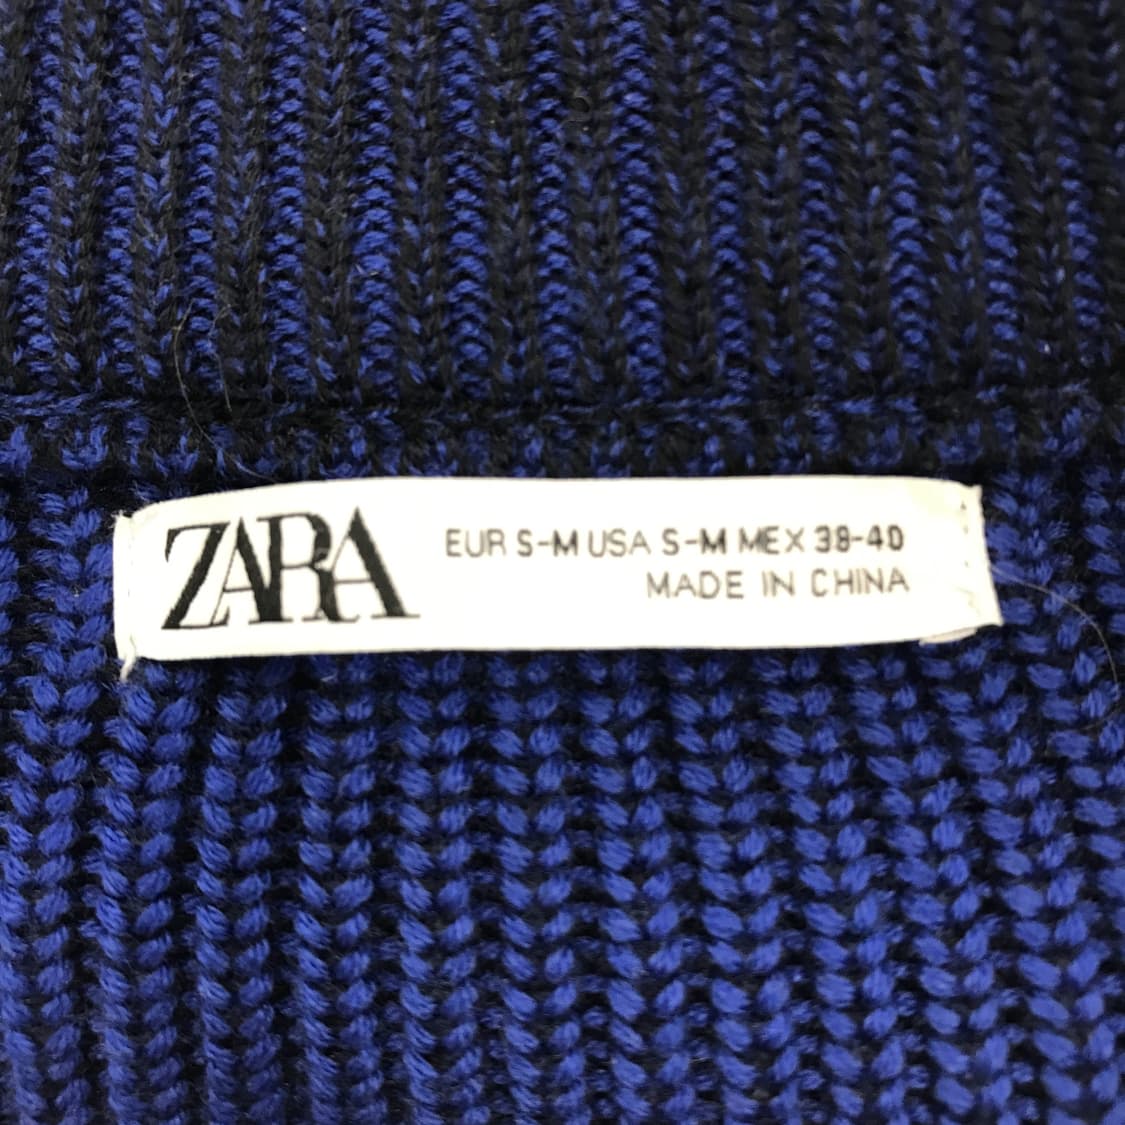 ZARA
EUR S-M USA S-M MEX 38-40
MADE IN CHINA